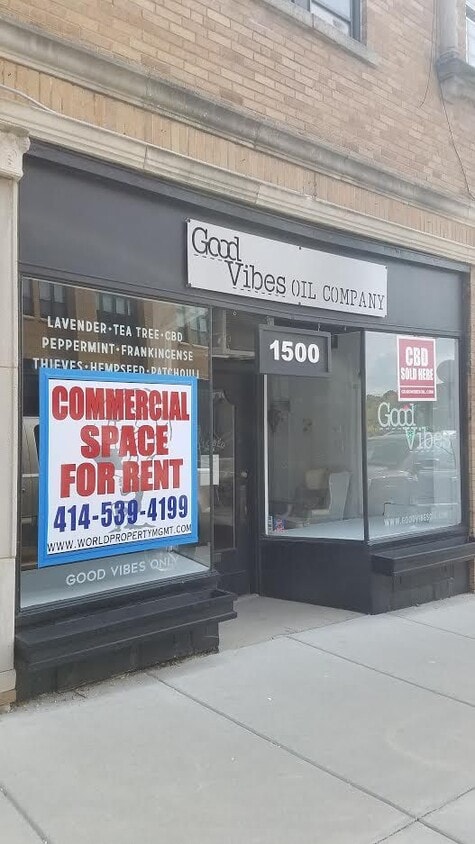 Good
Vibes OIL COMPANY
1500
LAVENDER·TEA TREE·CBD
PEPPERMINT·FRANKINCENSE
THIEVES·HEMPSEED·PATCHOULI
COMMERCIAL
SPACE
FOR RENT
414-539-4199
WWW.WORLDPROPERTYMGMT.COM
GOOD VIBES ONLY
CBD
SOLD HERE
Good
Vibes